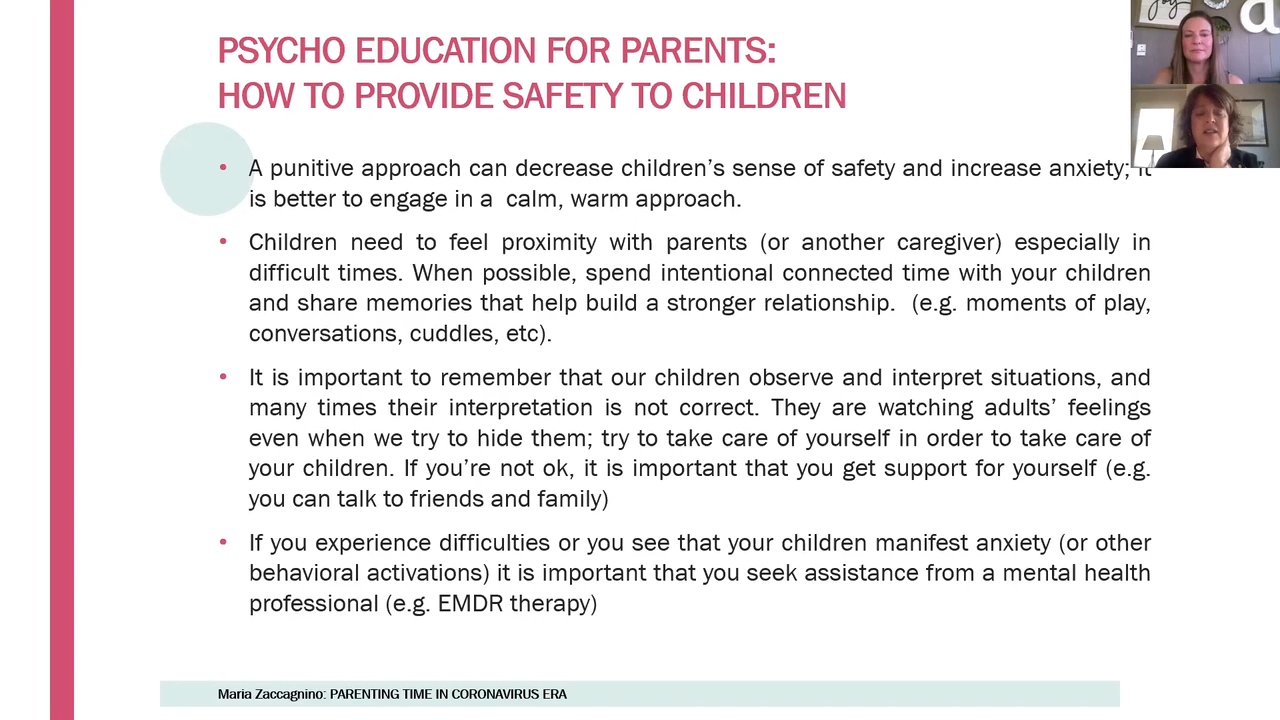 PSYCHO EDUCATION FOR PARENTS:
HOW TO PROVIDE SAFETY TO CHILDREN
joy
a
• A punitive approach can decrease children's sense of safety and increase anxiety; it
is better to engage in a calm, warm approach.
• Children need to feel proximity with parents (or another caregiver) especially in
difficult times. When possible, spend intentional connected time with your children
and share memories that help build a stronger relationship. (e.g. moments of play,
conversations, cuddles, etc).
• It is important to remember that our children observe and interpret situations, and
many times their interpretation is not correct. They are watching adults' feelings
even when we try to hide them; try to take care of yourself in order to take care of
your children. If you're not ok, it is important that you get support for yourself (e.g.
you can talk to friends and family)
• If you experience difficulties or you see that your children manifest anxiety (or other
behavioral activations) it is important that you seek assistance from a mental health
professional (e.g. EMDR therapy)
Maria Zaccagnino: PARENTING TIME IN CORONAVIRUS ERA